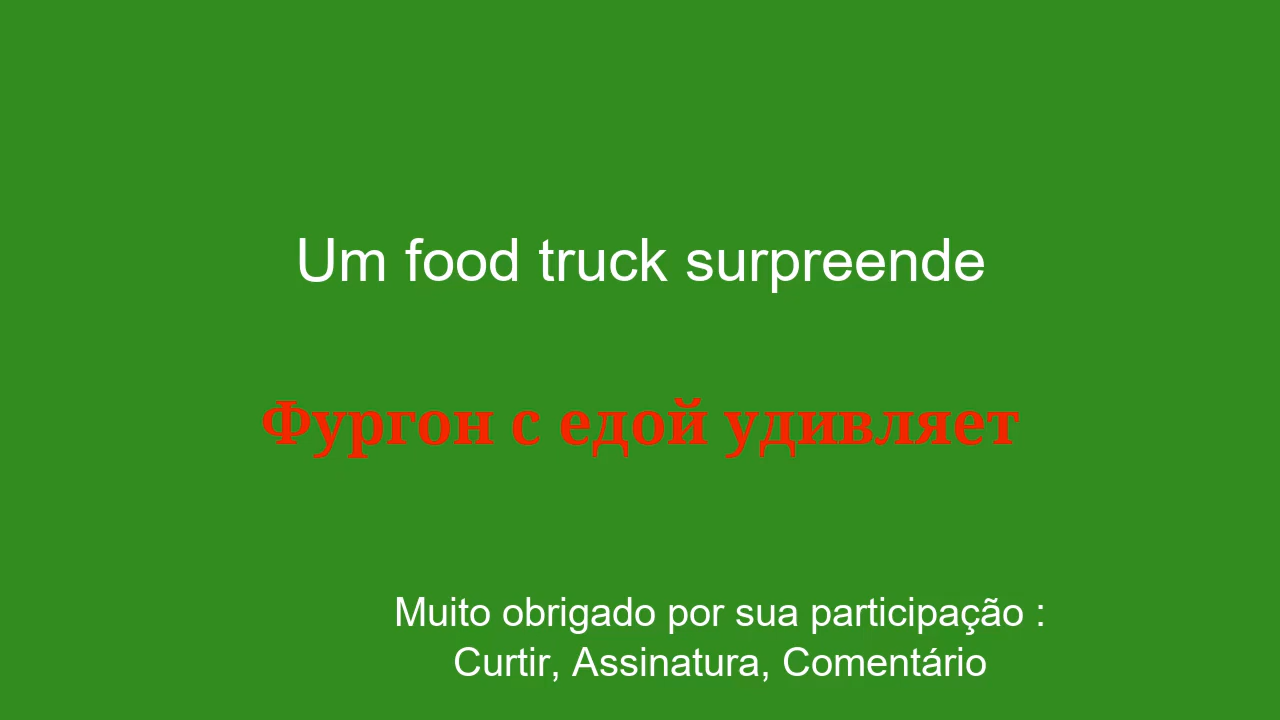 Um food truck surpreende
Фургон с едой удивляет
Muito obrigado por sua participação :
Curtir, Assinatura, Comentário